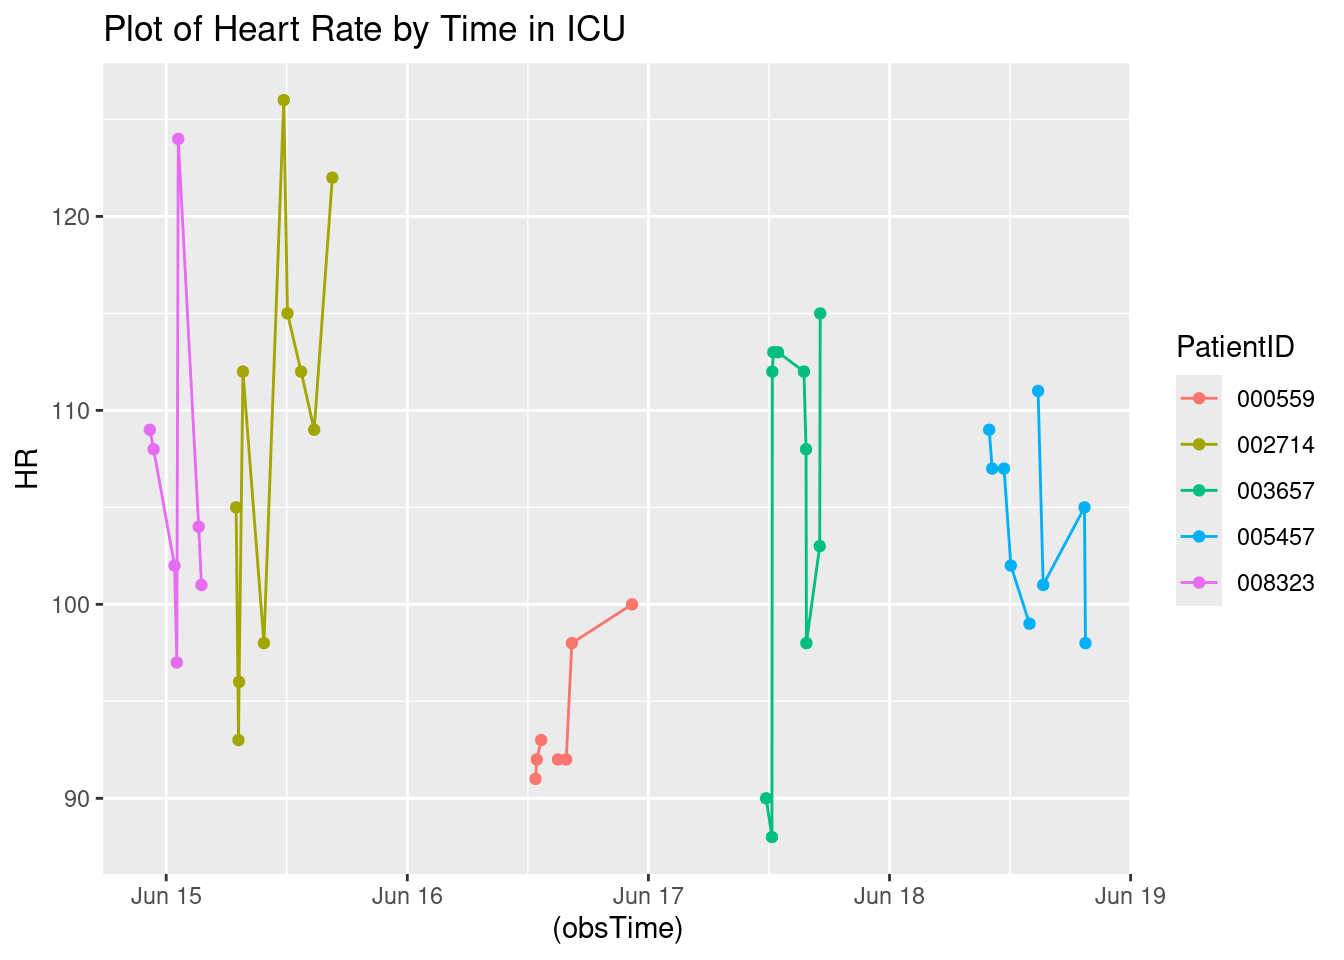 Plot of Heart Rate by Time in ICU
HR
120
110
100
90
Jun 15 Jun 16 Jun 17 Jun 18 Jun 19
(obsTime)
PatientID
000559
002714
003657
005457
008323